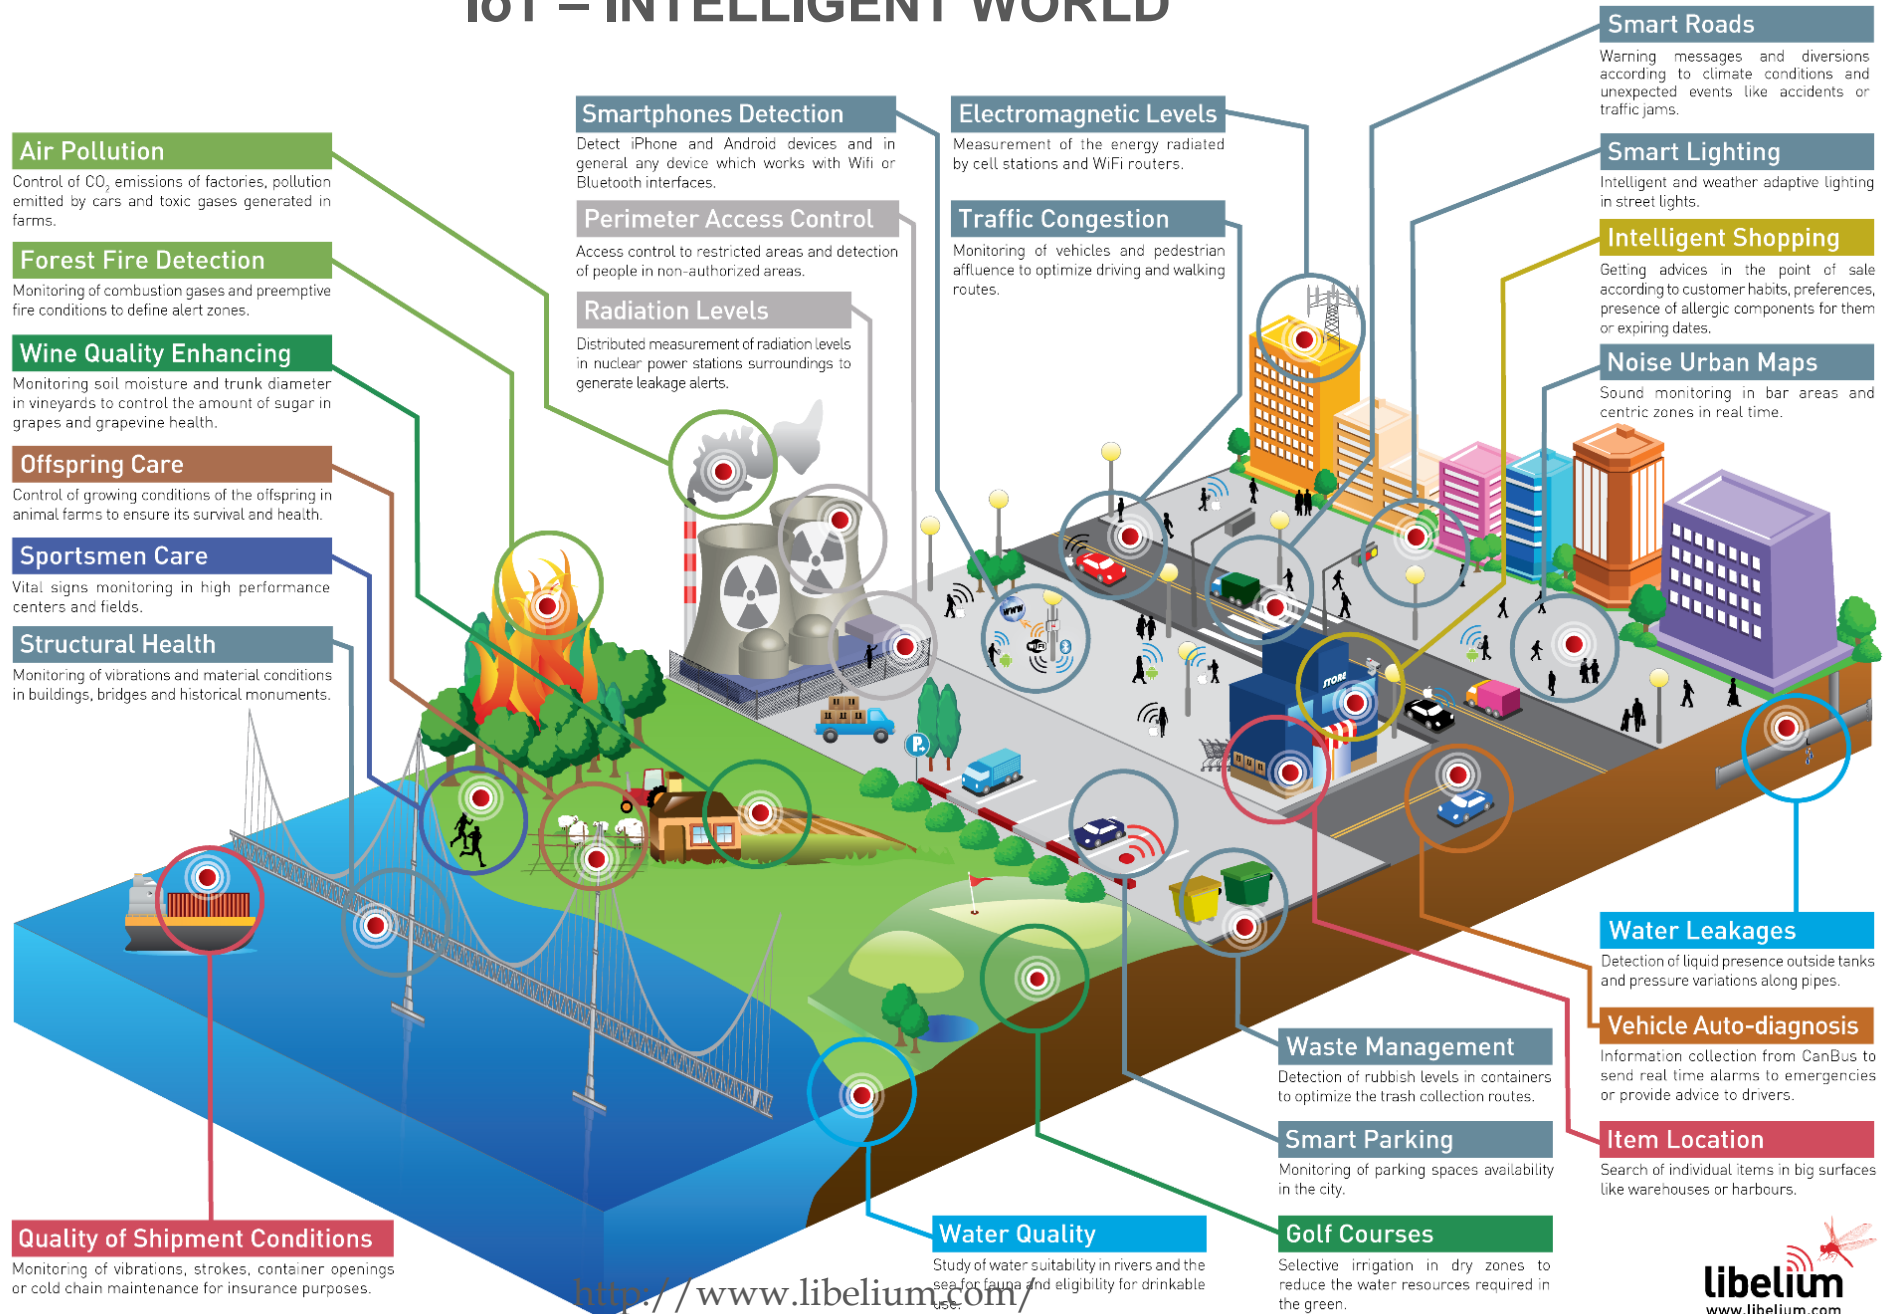 IoT – INTELLIGENT WORLD
Air Pollution
Control of CO2 emissions of factories, pollution
emitted by cars and toxic gases generated in
farms.
Forest Fire Detection
Monitoring of combustion gases and preemptive
fire conditions to define alert zones.
Wine Quality Enhancing
Monitoring soil moisture and trunk diameter
in vineyards to control the amount of sugar in
grapes and grapevine health.
Offspring Care
Control of growing conditions of the offspring in
animal farms to ensure its survival and health.
Sportsmen Care
Vital signs monitoring in high performance
centers and fields.
Structural Health
Monitoring of vibrations and material conditions
in buildings, bridges and historical monuments.
Quality of Shipment Conditions
Monitoring of vibrations, strokes, container openings
or cold chain maintenance for insurance purposes.
Smartphones Detection
Detect iPhone and Android devices and in
general any device which works with Wifi or
Bluetooth interfaces.
Perimeter Access Control
Access control to restricted areas and detection
of people in non-authorized areas.
Radiation Levels
Distributed measurement of radiation levels
in nuclear power stations surroundings to
generate leakage alerts.
Electromagnetic Levels
Measurement of the energy radiated
by cell stations and WiFi routers.
Traffic Congestion
Monitoring of vehicles and pedestrian
affluence to optimize driving and walking
routes.
Smart Roads
Warning messages and diversions
according to climate conditions and
unexpected events like accidents or
traffic jams.
Smart Lighting
Intelligent and weather adaptive lighting
in street lights.
Intelligent Shopping
Getting advices in the point of sale
according to customer habits, preferences,
presence of allergic components for them
or expiring dates.
Noise Urban Maps
Sound monitoring in bar areas and
centric zones in real time.
www
STORE
P
Water Leakages
Detection of liquid presence outside tanks
and pressure variations along pipes.
Vehicle Auto-diagnosis
Information collection from CanBus to
send real time alarms to emergencies
or provide advice to drivers.
Item Location
Search of individual items in big surfaces
like warehouses or harbours.
Waste Management
Detection of rubbish levels in containers
to optimize the trash collection routes.
Smart Parking
Monitoring of parking spaces availability
in the city.
Golf Courses
Selective irrigation in dry zones to
reduce the water resources required in
the green.
Water Quality
Study of water suitability in rivers and the
sea for fauna and eligibility for drinkable
use.
http://www.libelium.com/
libelium
www.libelium.com